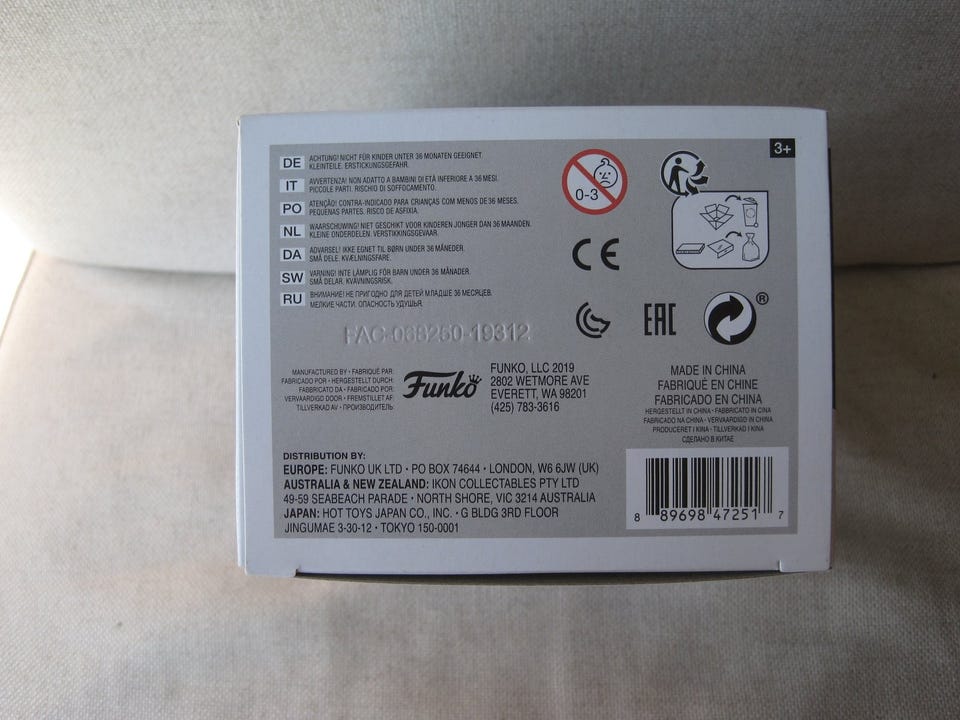 3+
DE ACHTUNG! NICHT FÜR KINDER UNTER 36 MONATEN GEEIGNET.
KLEINTEILE. ERSTICKUNGSGEFAHR.
IT AVVERTENZA! NON ADATTO A BAMBINI DI ETÀ INFERIORE A 36 MESI.
PICCOLE PARTI. RISCHIO DI SOFFOCAMENTO.
PO ATENÇÃO! CONTRA-INDICADO PARA CRIANÇAS COM MENOS DE 36 MESES.
PEQUENAS PARTES. RISCO DE ASFIXIA.
NL WAARSCHUWING! NIET GESCHIKT VOOR KINDEREN JONGER DAN 36 MAANDEN.
KLEINE ONDERDELEN. VERSTIKKINGSGEVAAR.
DA ADVARSEL! IKKE EGNET TIL BØRN UNDER 36 MÅNEDER.
SMÅ DELE. KVÆLNINGSFARE.
SW VARNING! INTE LÄMPLIG FÖR BARN UNDER 36 MÅNADER.
SMÅ DELAR. KVÄVNINGSRISK.
RU ВНИМАНИЕ! НЕ ПРИГОДНО ДЛЯ ДЕТЕЙ МЛАДШЕ 36 МЕСЯЦЕВ.
МЕЛКИЕ ЧАСТИ. ОПАСНОСТЬ УДУШЬЯ.
0-3
CE
EAC
®
FAC-068250-19312
MANUFACTURED BY • FABRIQUÉ PAR
FABRICADO POR • HERGESTELLT DURCH
FABBRICATO DA • FABRICADO POR
VERVAARDIGD DOOR • FREMSTILLET AF
TILLVERKAD AV • ПРОИЗВОДИТЕЛЬ
Funko
FUNKO, LLC 2019
2802 WETMORE AVE
EVERETT, WA 98201
(425) 783-3616
MADE IN CHINA
FABRIQUÉ EN CHINE
FABRICADO EN CHINA
HERGESTELLT IN CHINA • FABBRICATO IN CINA
FABRICADO NA CHINA • VERVAARDIGD IN CHINA
PRODUCERET I KINA • TILLVERKAD I KINA
СДЕЛАНО В КИТАЕ
DISTRIBUTION BY:
EUROPE: FUNKO UK LTD • PO BOX 74644 • LONDON, W6 6JW (UK)
AUSTRALIA & NEW ZEALAND: IKON COLLECTABLES PTY LTD
49-59 SEABEACH PARADE • NORTH SHORE, VIC 3214 AUSTRALIA
JAPAN: HOT TOYS JAPAN CO., INC. • G BLDG 3RD FLOOR
JINGUMAE 3-30-12 • TOKYO 150-0001
8 89698 47251 7